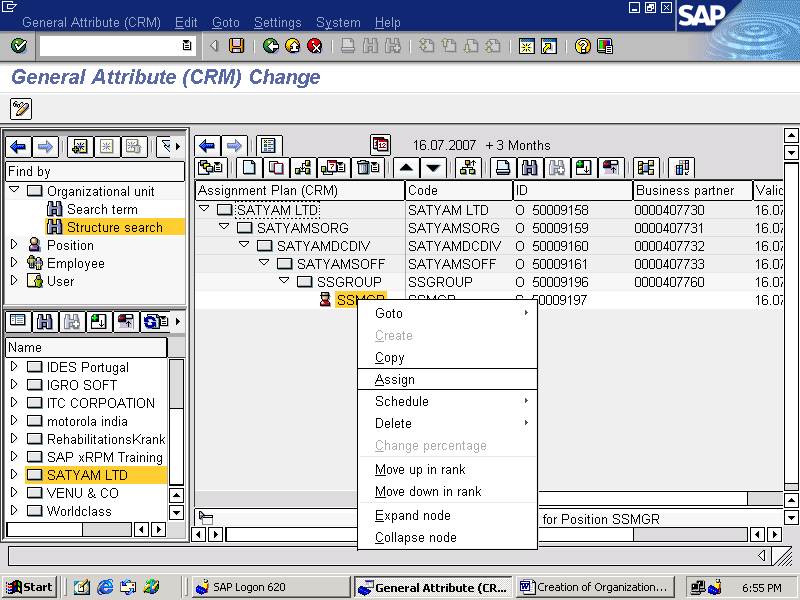 General Attribute (CRM) Edit Goto Settings System Help
SAP
General Attribute (CRM) Change
16.07.2007 + 3 Months
Find by
Organizational unit
Search term
Structure search
Position
Employee
User
Assignment Plan (CRM) Code ID Business partner Valid
SATYAM LTD SATYAM LTD O 50009158 0000407730 16.07
SATYAMSORG SATYAMSORG O 50009159 0000407731 16.07
SATYAMDCDIV SATYAMDCDIV O 50009160 0000407732 16.07
SATYAMSOFF SATYAMSOFF O 50009161 0000407733 16.07
SSGROUP SSGROUP O 50009196 0000407760 16.07
SSMGR SSMGR S 50009197 16.07
Goto
Create
Copy
Assign
Schedule
Delete
Change percentage
Move up in rank
Move down in rank
Expand node
Collapse node
Name
IDES Portugal
IGRO SOFT
ITC CORPOATION
motorola india
RehabilitationsKrank
SAP xRPM Training
SATYAM LTD
VENU & CO
Worldclass
for Position SSMGR
Start SAP Logon 620 General Attribute (CR... Creation of Organization... 6:55 PM